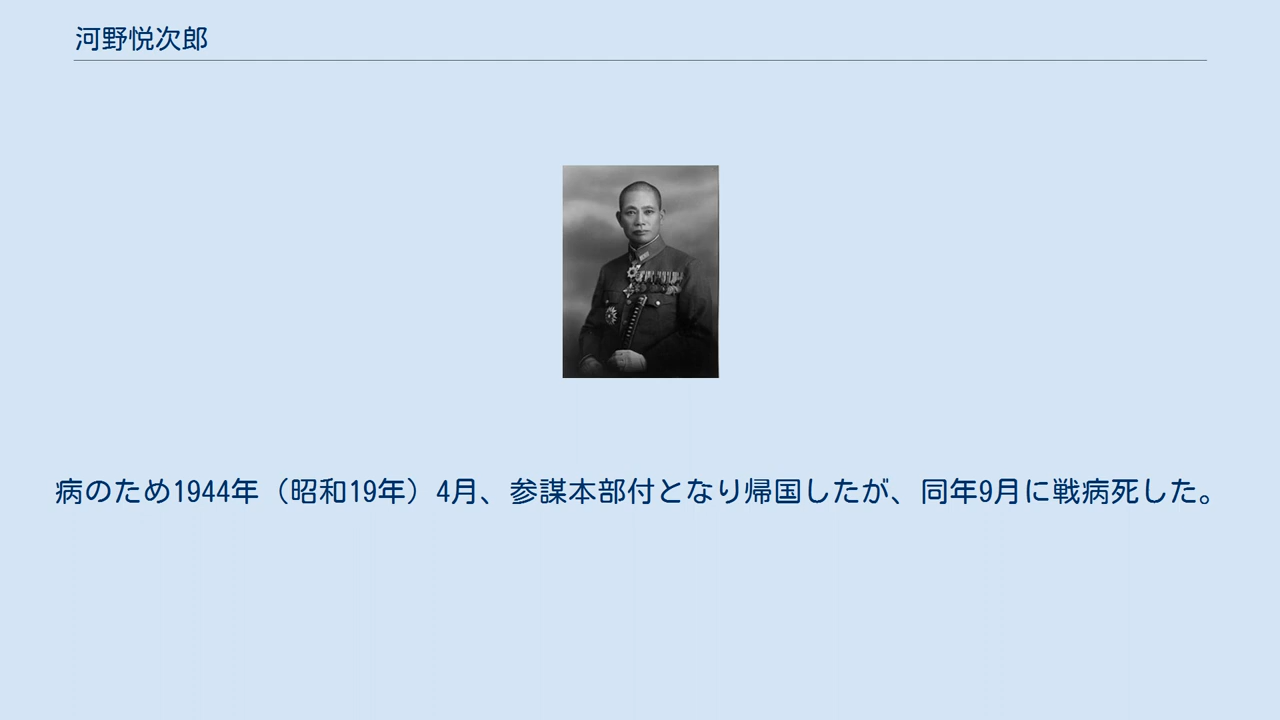 河野悦次郎
病のため1944年（昭和19年）4月、参謀本部付となり帰国したが、同年9月に戦病死した。